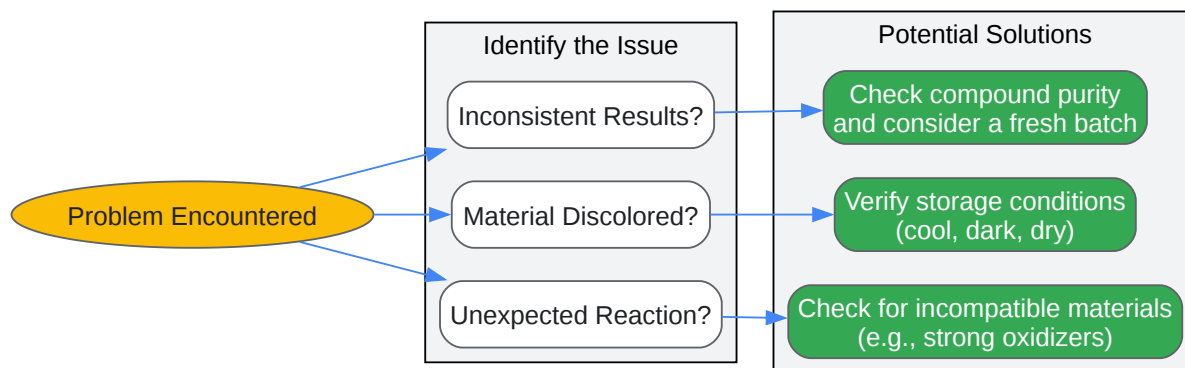 Identify the Issue
Potential Solutions
Problem Encountered
Inconsistent Results?
Check compound purity
and consider a fresh batch
Material Discolored?
Verify storage conditions
(cool, dark, dry)
Unexpected Reaction?
Check for incompatible materials
(e.g., strong oxidizers)